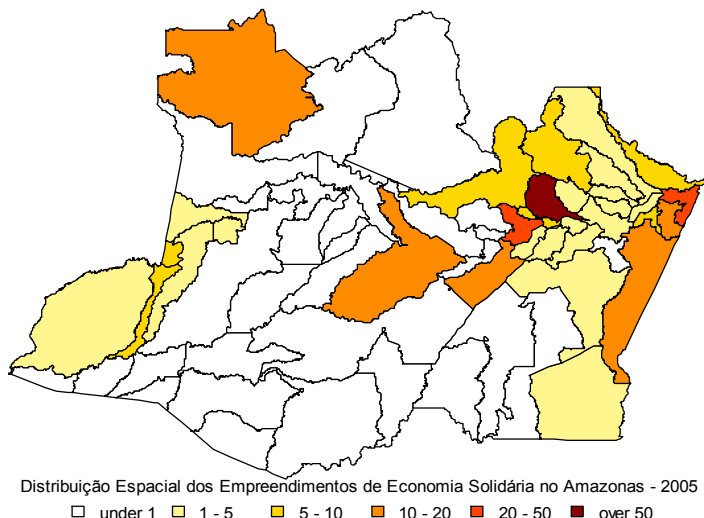 Distribuição Espacial dos Empreendimentos de Economia Solidária no Amazonas - 2005
under 1 1 - 5 5 - 10 10 - 20 20 - 50 over 50